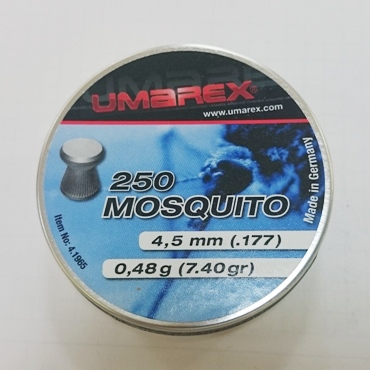 UMAREX
www.umarex.com
250
MOSQUITO
4,5 mm (.177)
0,48g (7.40gr)
Made in Germany
Item No: 4.1965